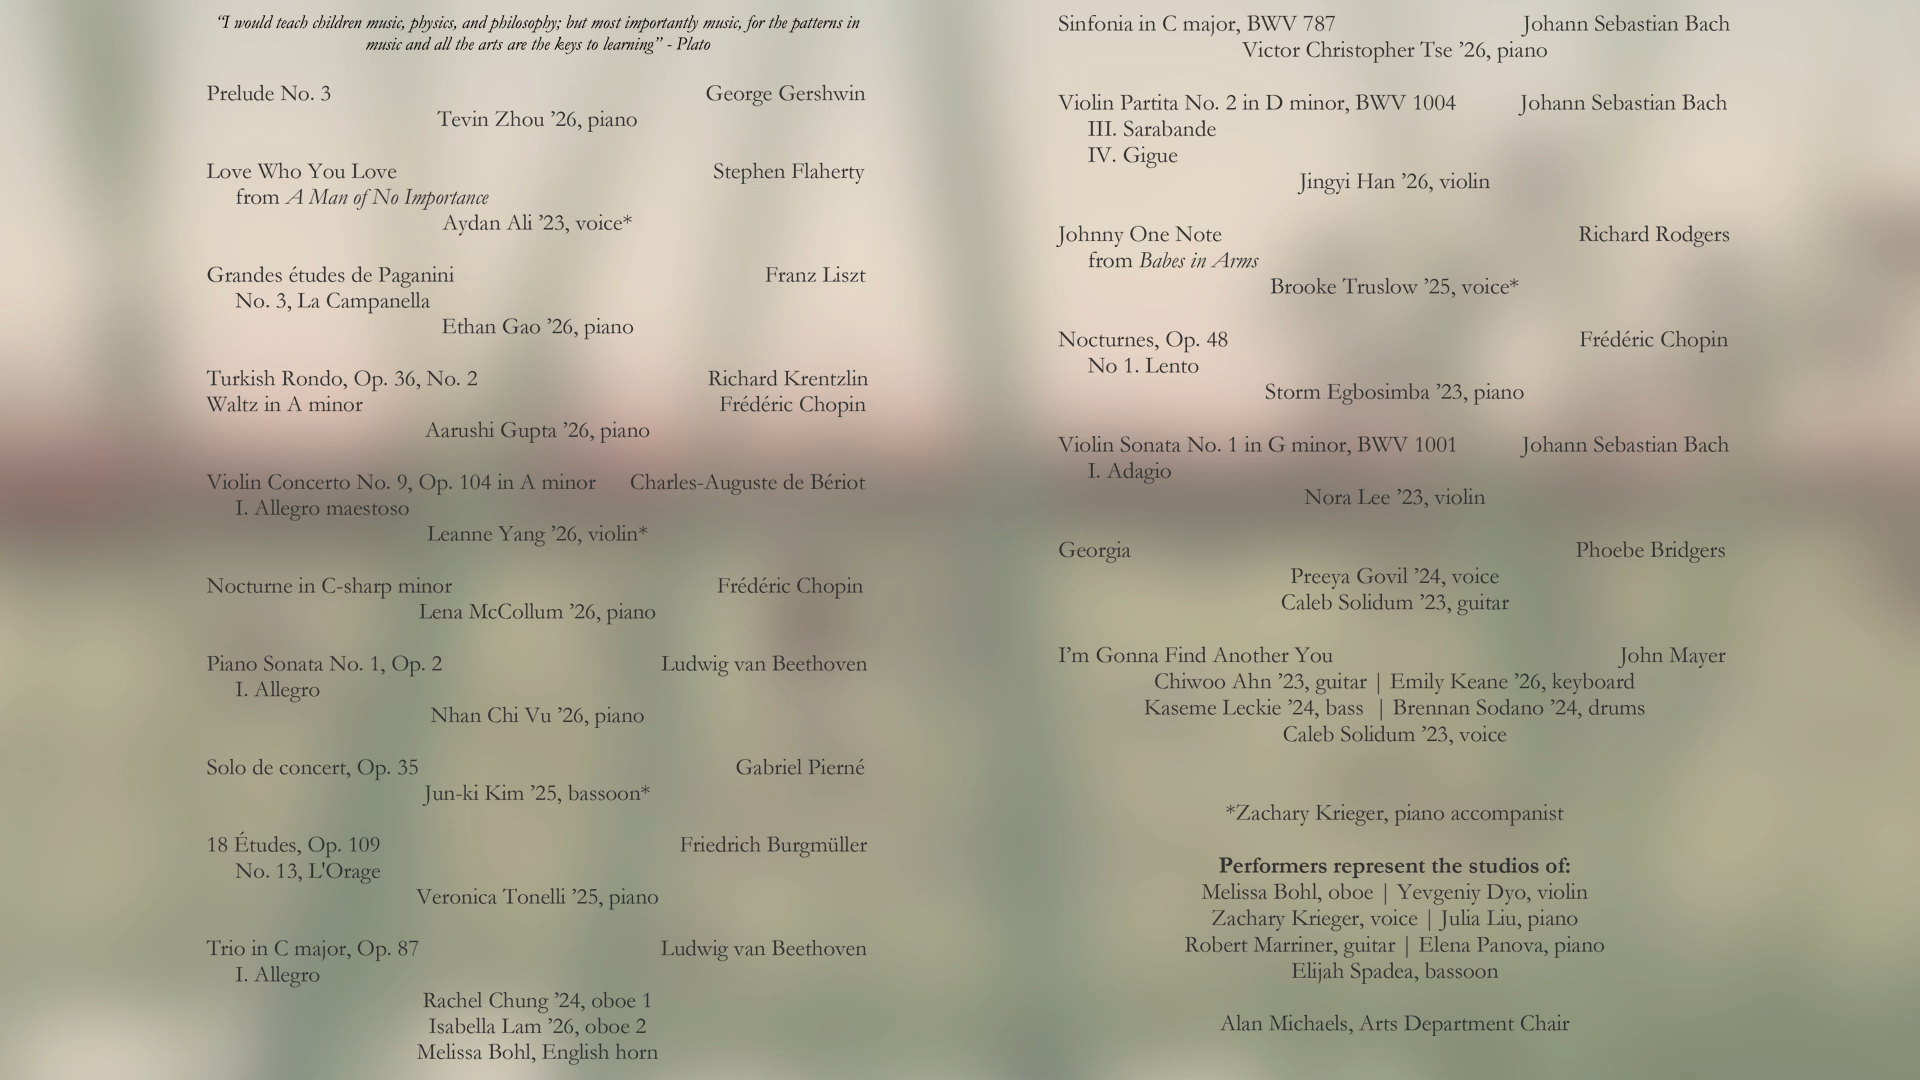 “I would teach children music, physics, and philosophy; but most importantly music, for the patterns in
music and all the arts are the keys to learning” - Plato
Prelude No. 3 George Gershwin
Tevin Zhou ’26, piano
Love Who You Love Stephen Flaherty
from A Man of No Importance
Aydan Ali ’23, voice*
Grandes études de Paganini Franz Liszt
No. 3, La Campanella
Ethan Gao ’26, piano
Turkish Rondo, Op. 36, No. 2 Richard Krentzlin
Waltz in A minor Frédéric Chopin
Aarushi Gupta ’26, piano
Violin Concerto No. 9, Op. 104 in A minor Charles-Auguste de Bériot
I. Allegro maestoso
Leanne Yang ’26, violin*
Nocturne in C-sharp minor Frédéric Chopin
Lena McCollum ’26, piano
Piano Sonata No. 1, Op. 2 Ludwig van Beethoven
I. Allegro
Nhan Chi Vu ’26, piano
Solo de concert, Op. 35 Gabriel Pierné
Jun-ki Kim ’25, bassoon*
18 Études, Op. 109 Friedrich Burgmüller
No. 13, L'Orage
Veronica Tonelli ’25, piano
Trio in C major, Op. 87 Ludwig van Beethoven
I. Allegro
Rachel Chung ’24, oboe 1
Isabella Lam ’26, oboe 2
Melissa Bohl, English horn
Sinfonia in C major, BWV 787 Johann Sebastian Bach
Victor Christopher Tse ’26, piano
Violin Partita No. 2 in D minor, BWV 1004 Johann Sebastian Bach
III. Sarabande
IV. Gigue
Jingyi Han ’26, violin
Johnny One Note Richard Rodgers
from Babes in Arms
Brooke Truslow ’25, voice*
Nocturnes, Op. 48 Frédéric Chopin
No 1. Lento
Storm Egbosimba ’23, piano
Violin Sonata No. 1 in G minor, BWV 1001 Johann Sebastian Bach
I. Adagio
Nora Lee ’23, violin
Georgia Phoebe Bridgers
Preeya Govil ’24, voice
Caleb Solidum ’23, guitar
I’m Gonna Find Another You John Mayer
Chiwoo Ahn ’23, guitar | Emily Keane ’26, keyboard
Kaseme Leckie ’24, bass | Brennan Sodano ’24, drums
Caleb Solidum ’23, voice
*Zachary Krieger, piano accompanist
Performers represent the studios of:
Melissa Bohl, oboe | Yevgeniy Dyo, violin
Zachary Krieger, voice | Julia Liu, piano
Robert Marriner, guitar | Elena Panova, piano
Elijah Spadea, bassoon
Alan Michaels, Arts Department Chair